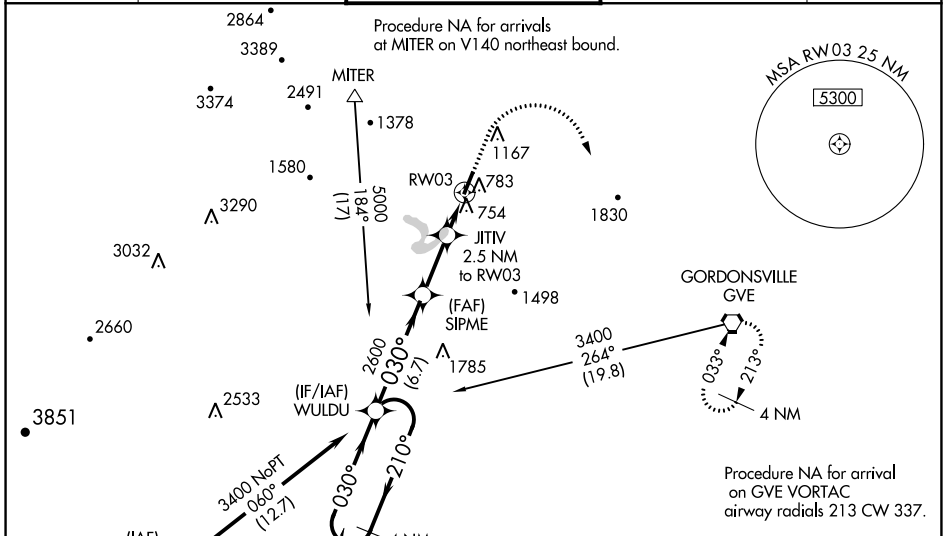 2864
Procedure NA for arrivals
at MITER on V140 northeast bound.
3389
MSA RW03 25 NM
5300
MITER
3374
2491
1378
1167
1580
RW03
783
5000
184°
(17)
754
1830
3290
JITIV
2.5 NM
to RW03
3032
GORDONSVILLE
GVE
1498
(FAF)
SIPME
2660
3400
264°
(19.8)
2600
030°
(6.7)
1785
033°
213°
(IF/IAF)
WULDU
2533
4 NM
3851
3400 NoPT
060°
(12.7)
030°
210°
Procedure NA for arrival
on GVE VORTAC
airway radials 213 CW 337.
(IAF)